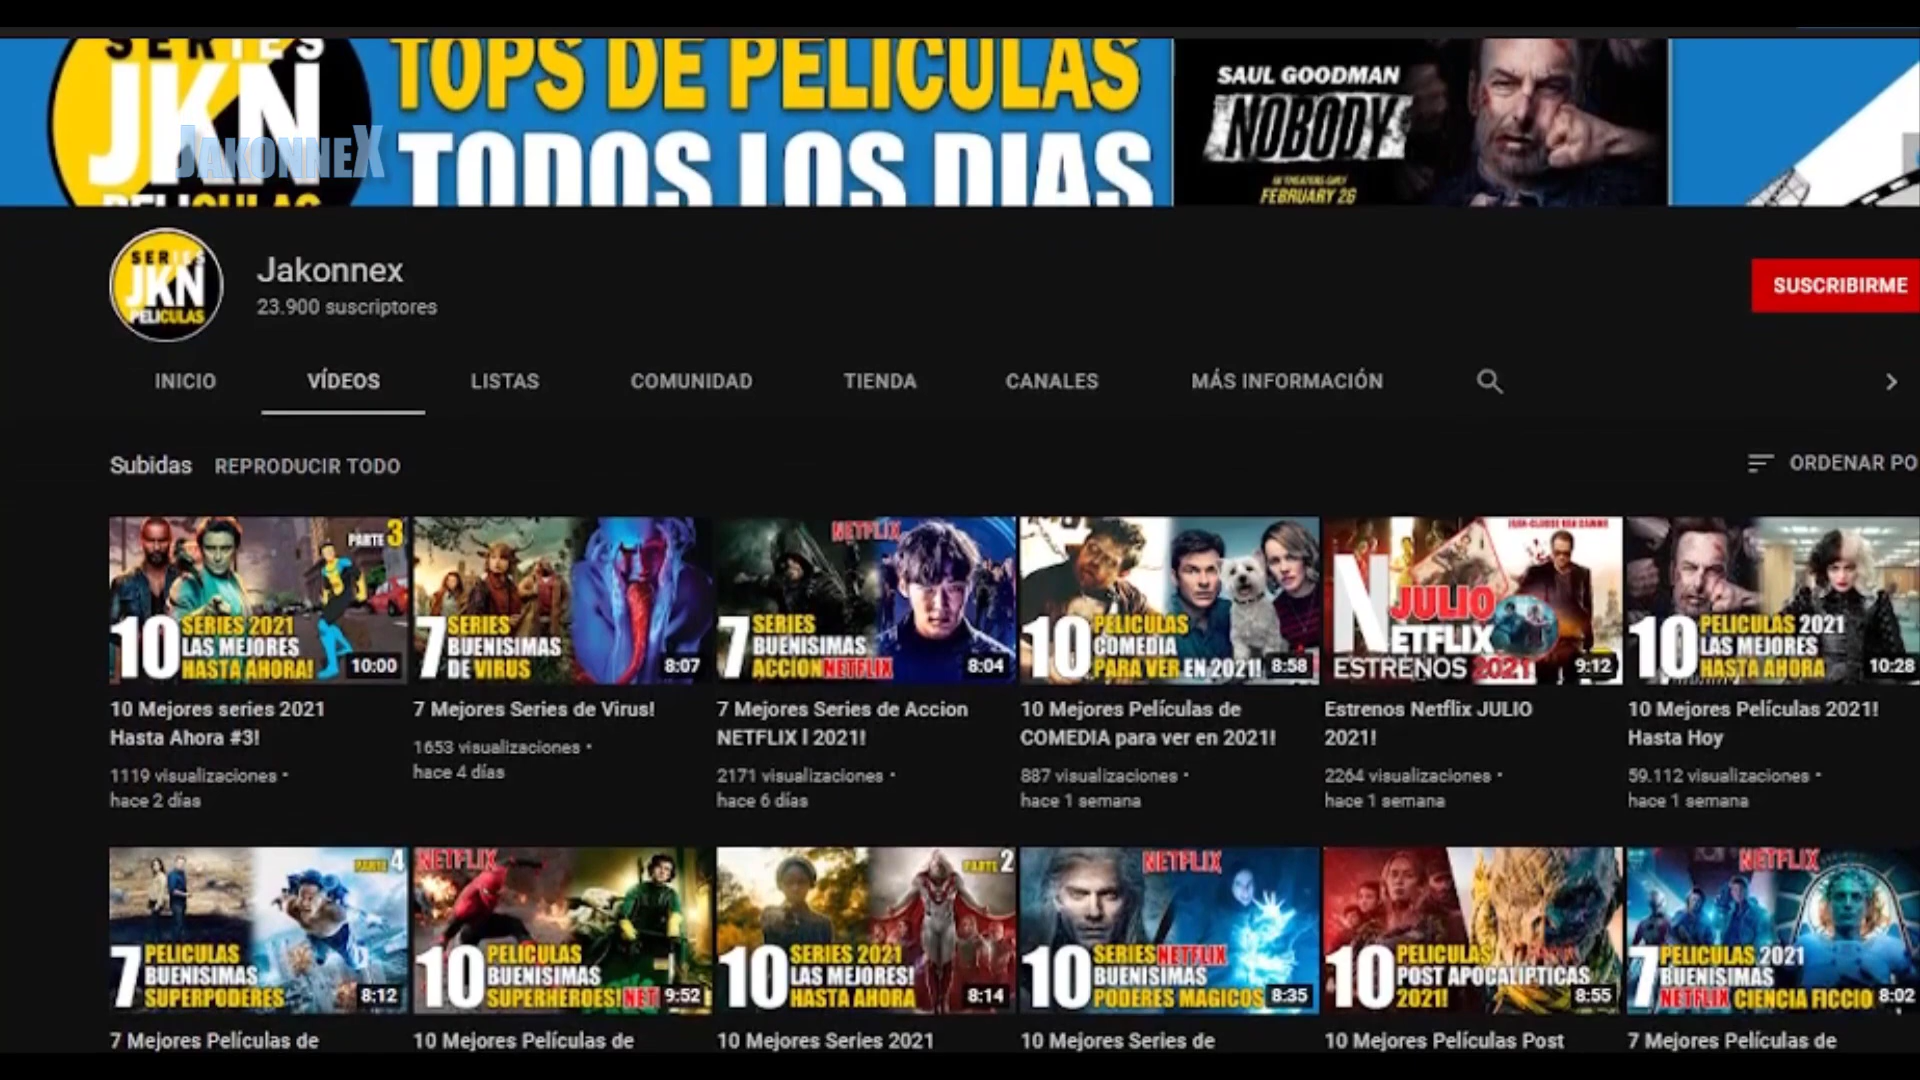 SERIES
JKN
PELICULAS
JAKONNEX
TOPS DE PELICULAS
TODOS LOS DIAS
SAUL GOODMAN
NOBODY
FEBRUARY 26
SERIES
JKN
PELICULAS
Jakonnex
23.900 suscriptores
SUSCRIBIRME
INICIO
VÍDEOS
LISTAS
COMUNIDAD
TIENDA
CANALES
MÁS INFORMACIÓN
Subidas
REPRODUCIR TODO
ORDENAR PO
PARTE 3
10 SERIES 2021
LAS MEJORES
HASTA AHORA!
10:00
7 SERIES
BUENISIMAS
DE VIRUS
8:07
NETFLIX
7 SERIES
BUENISIMAS
ACCION NETFLIX
8:04
10 PELICULAS
COMEDIA
PARA VER EN 2021!
8:58
JEAN-CLAUDE VAN DAMME
JULIO
NETFLIX
ESTRENOS 2021
9:12
10 PELICULAS 2021
LAS MEJORES
HASTA AHORA
10:28
10 Mejores series 2021
Hasta Ahora #3!
1119 visualizaciones •
hace 2 días
7 Mejores Series de Virus!
1653 visualizaciones •
hace 4 días
7 Mejores Series de Accion
NETFLIX l 2021!
2171 visualizaciones •
hace 6 días
10 Mejores Películas de
COMEDIA para ver en 2021!
887 visualizaciones •
hace 1 semana
Estrenos Netflix JULIO
2021!
2264 visualizaciones •
hace 1 semana
10 Mejores Películas 2021!
Hasta Hoy
59.112 visualizaciones •
hace 1 semana
PARTE 4
7 PELICULAS
BUENISIMAS
SUPERPODERES
8:12
NETFLIX
10 PELICULAS
BUENISIMAS
SUPERHEROES! NET
9:52
PARTE 2
10 SERIES 2021
LAS MEJORES!
HASTA AHORA
8:14
NETFLIX
10 SERIES NETFLIX
BUENISIMAS
PODERES MAGICOS
8:35
10 PELICULAS
POST APOCALIPTICAS
2021!
8:55
NETFLIX
7 PELICULAS 2021
BUENISIMAS
NETFLIX CIENCIA FICCIO
8:02
7 Mejores Películas de
10 Mejores Películas de
10 Mejores Series 2021
10 Mejores Series de
10 Mejores Películas Post
7 Mejores Películas de